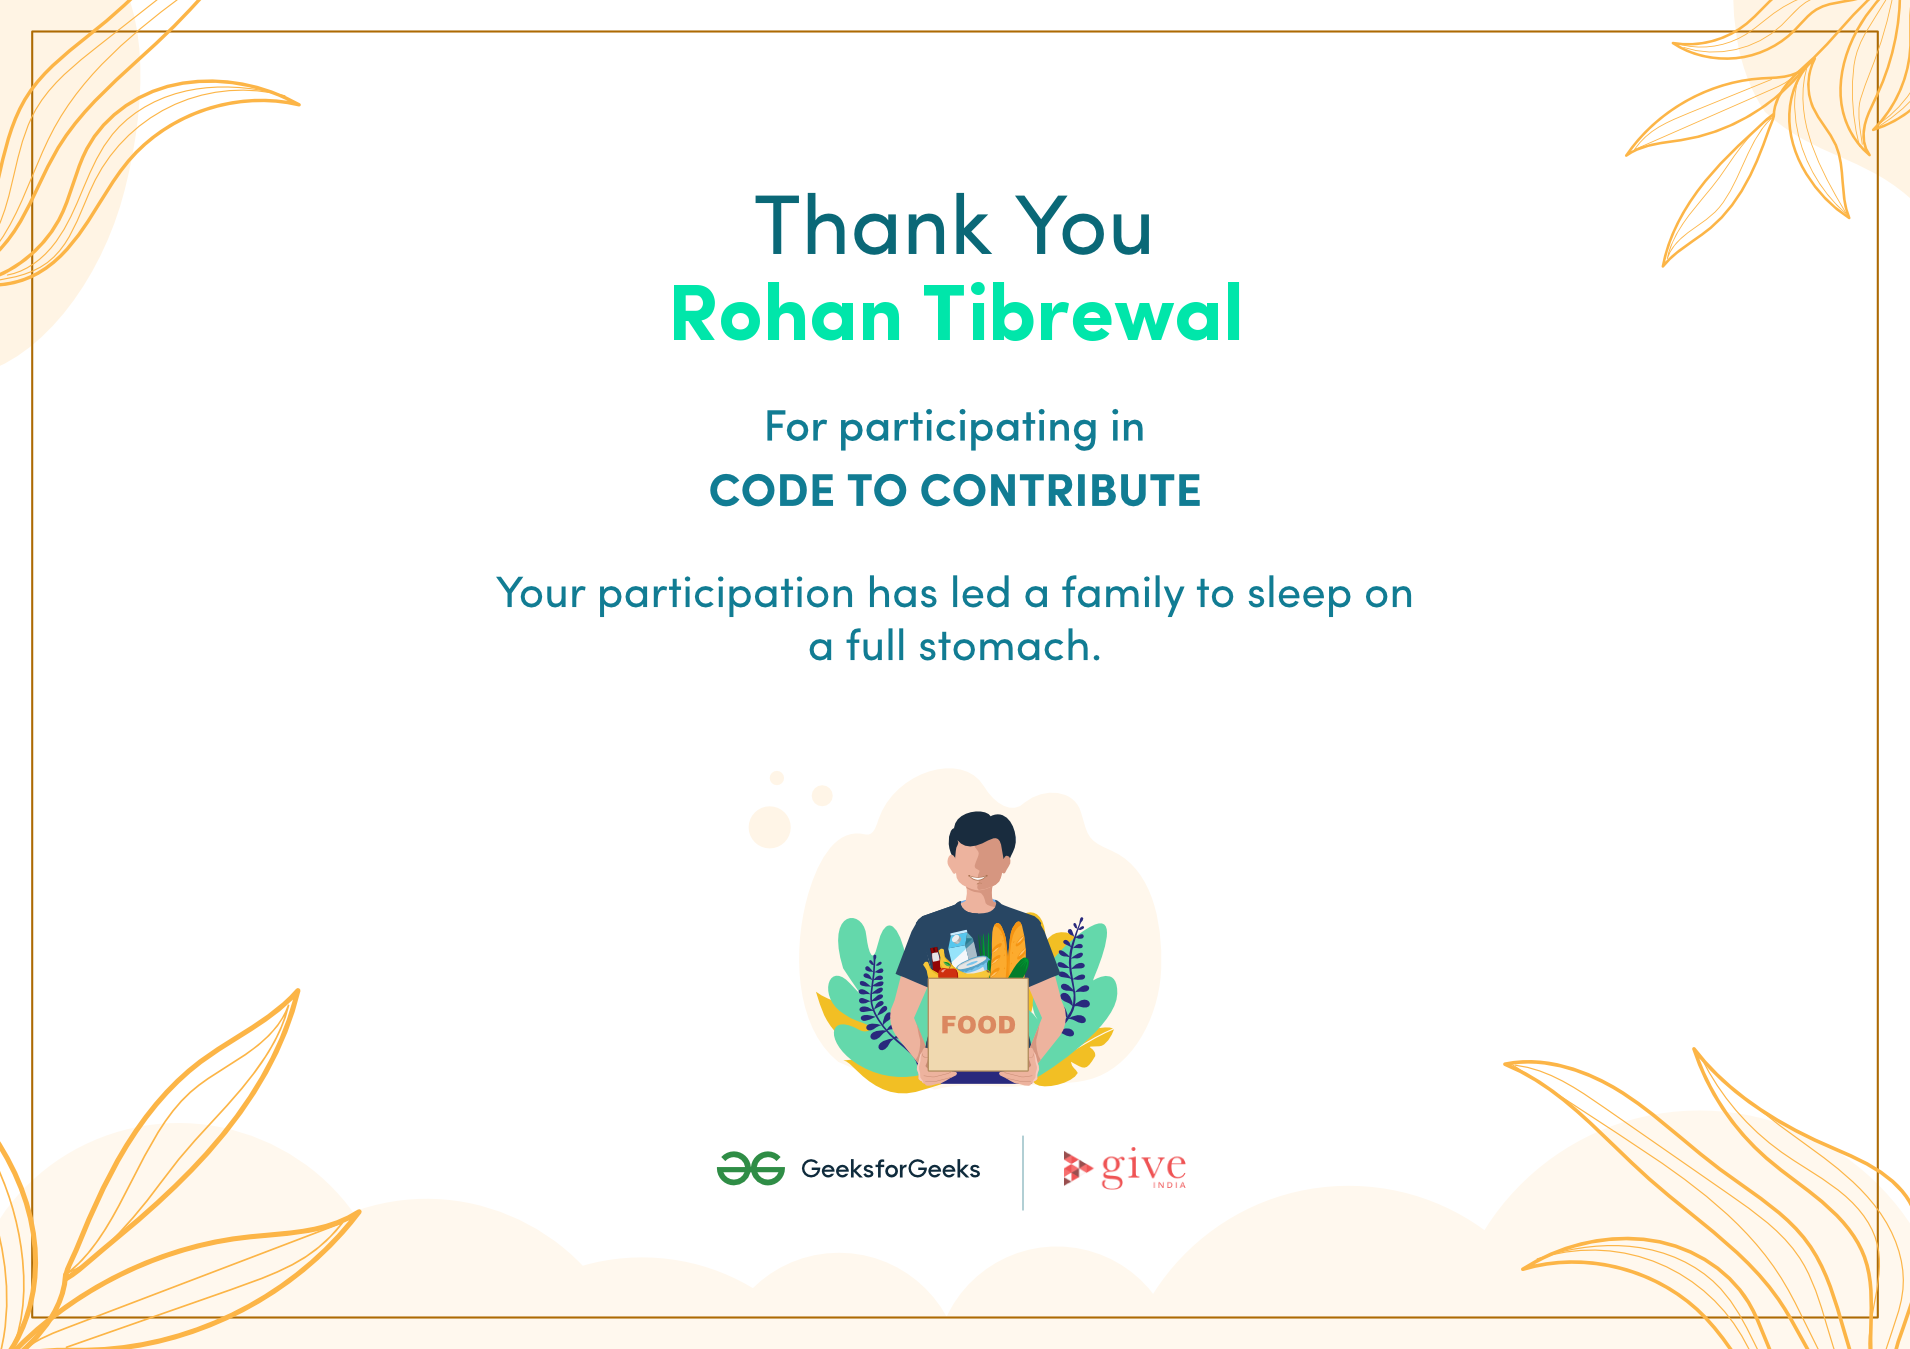 Thank You
Rohan Tibrewal
For participating in
CODE TO CONTRIBUTE
Your participation has led a family to sleep on
a full stomach.
FOOD
GeeksforGeeks
give
INDIA